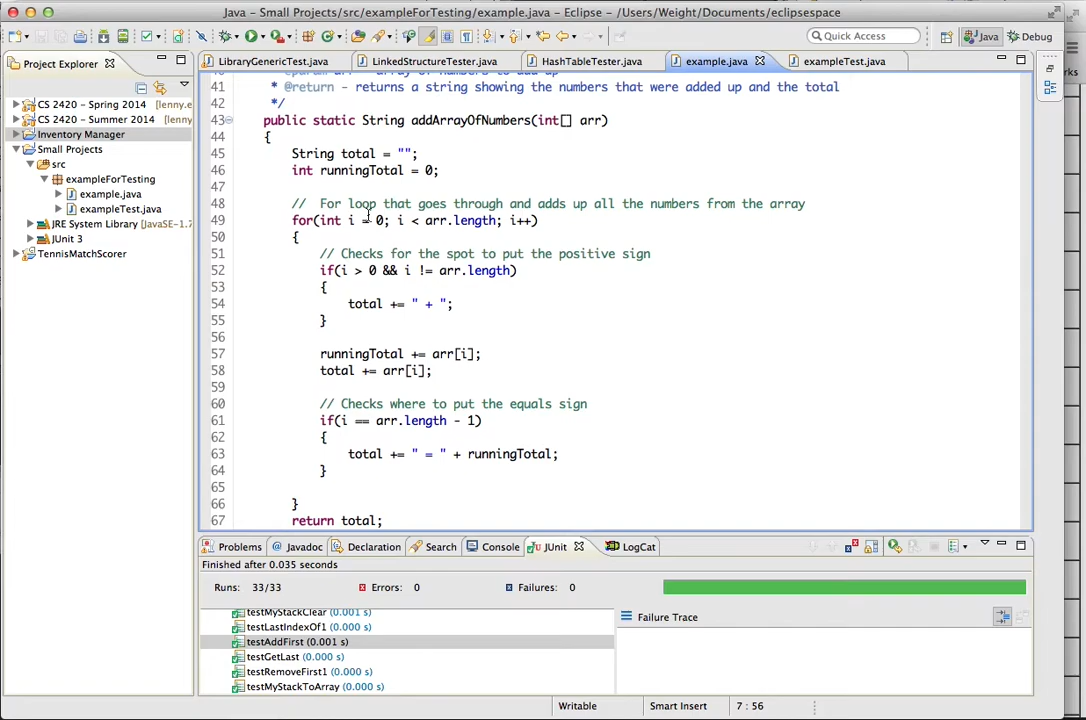 Java - Small Projects/src/exampleForTesting/example.java - Eclipse - /Users/Weight/Documents/eclipsespace
Quick Access
Java
Debug
Project Explorer
LibraryGenericTest.java
LinkedStructureTester.java
HashTableTester.java
example.java
exampleTest.java
CS 2420 - Spring 2014 [lenny.e
CS 2420 - Summer 2014 [lenny
Inventory Manager
Small Projects
src
exampleForTesting
example.java
exampleTest.java
JRE System Library [JavaSE-1.7
JUnit 3
TennisMatchScorer
41 * @return - returns a string showing the numbers that were added up and the total
42 */
43 public static String addArrayOfNumbers(int[] arr)
44 {
45 String total = "";
46 int runningTotal = 0;
47
48 // For loop that goes through and adds up all the numbers from the array
49 for(int i = 0; i < arr.length; i++)
50 {
51 // Checks for the spot to put the positive sign
52 if(i > 0 && i != arr.length)
53 {
54 total += " + ";
55 }
56
57 runningTotal += arr[i];
58 total += arr[i];
59
60 // Checks where to put the equals sign
61 if(i == arr.length - 1)
62 {
63 total += " = " + runningTotal;
64 }
65
66 }
67 return total;
Problems
@ Javadoc
Declaration
Search
Console
JUnit
LogCat
Finished after 0.035 seconds
Runs: 33/33
Errors: 0
Failures: 0
testMyStackClear (0.001 s)
testLastIndexOf1 (0.000 s)
testAddFirst (0.001 s)
testGetLast (0.000 s)
testRemoveFirst1 (0.000 s)
testMyStackToArray (0.000 s)
Failure Trace
Writable
Smart Insert
7 : 56